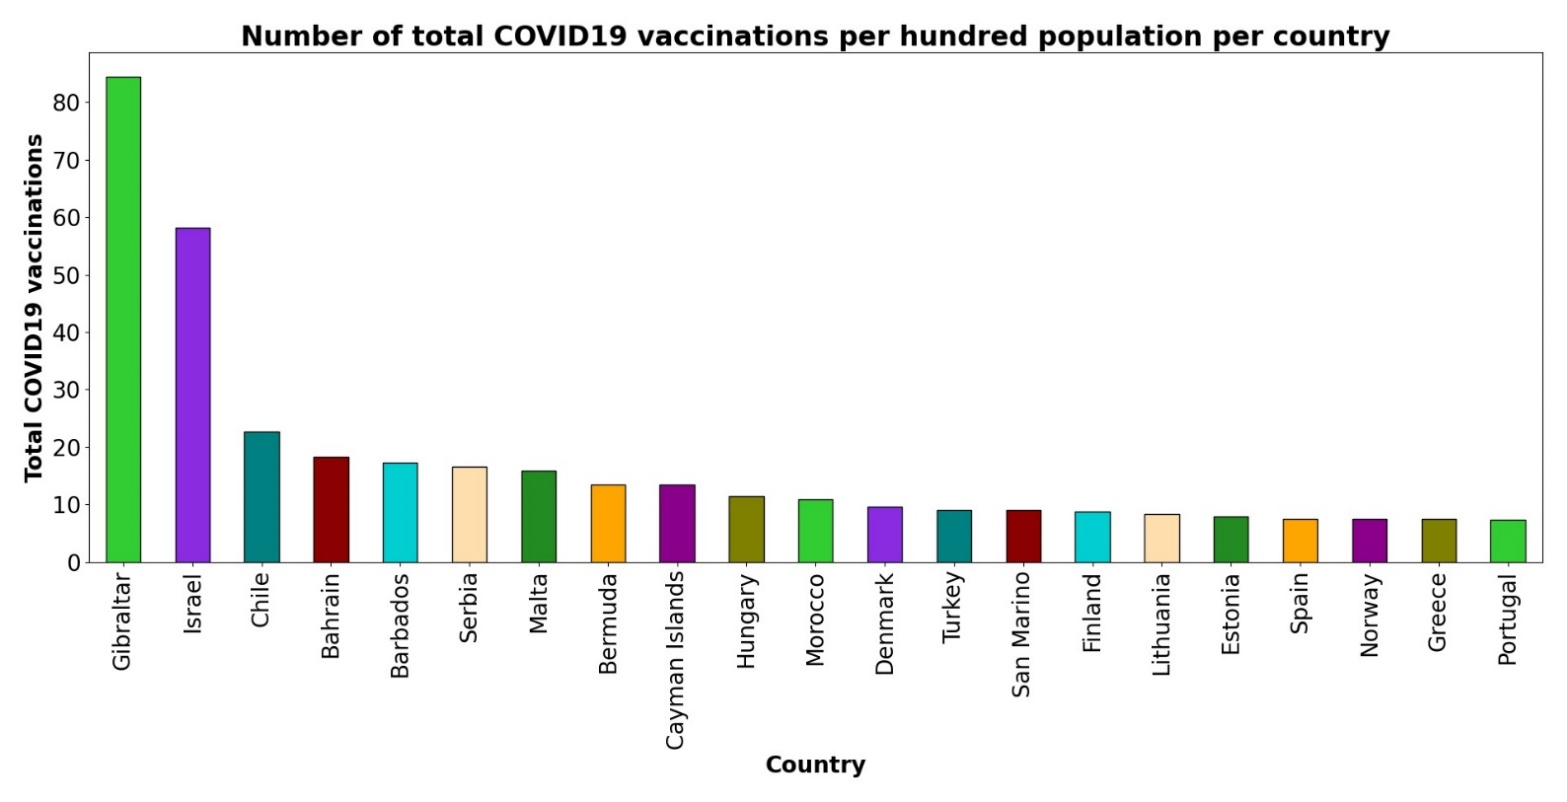 Number of total COVID19 vaccinations per hundred population per country
Total COVID19 vaccinations
80
70
60
50
40
30
20
10
0
Gibraltar
Israel
Chile
Bahrain
Barbados
Serbia
Malta
Bermuda
Cayman Islands
Hungary
Morocco
Denmark
Turkey
San Marino
Finland
Lithuania
Estonia
Spain
Norway
Greece
Portugal
Country